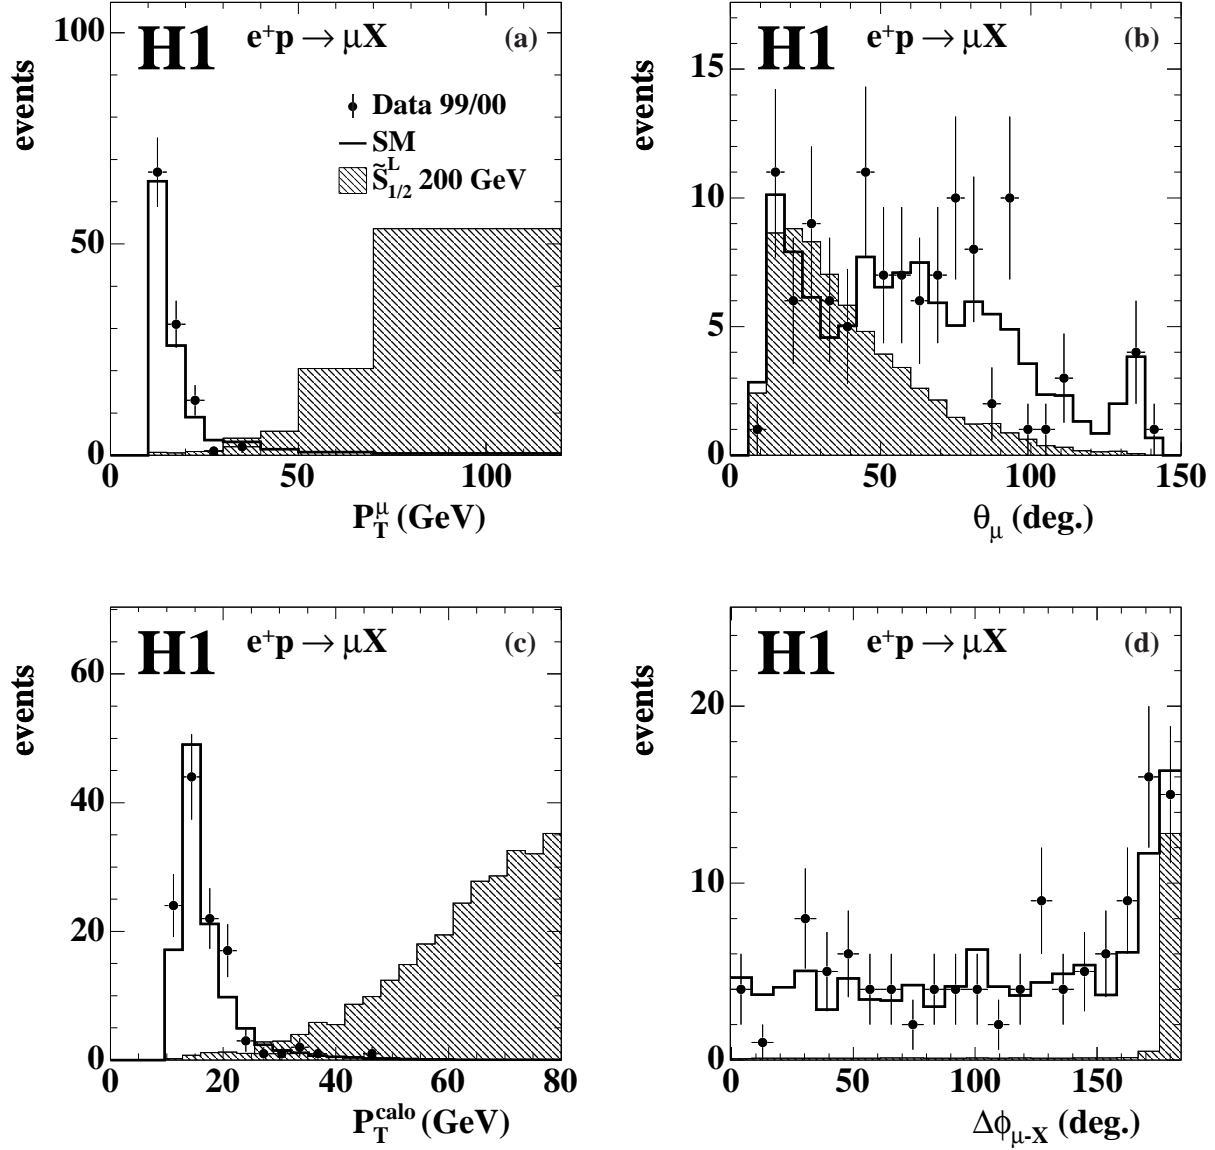 H1 e⁺p → μX (a)
events
100
50
0
Data 99/00
SM
S̃ᴸ₁/₂ 200 GeV
0 50 100
P_T^μ (GeV)
H1 e⁺p → μX (b)
events
15
10
5
0
0 50 100 150
θ_μ (deg.)
H1 e⁺p → μX (c)
events
60
40
20
0
0 20 40 60 80
P_T^calo (GeV)
H1 e⁺p → μX (d)
events
20
10
0
0 50 100 150
Δϕ_μ-X (deg.)